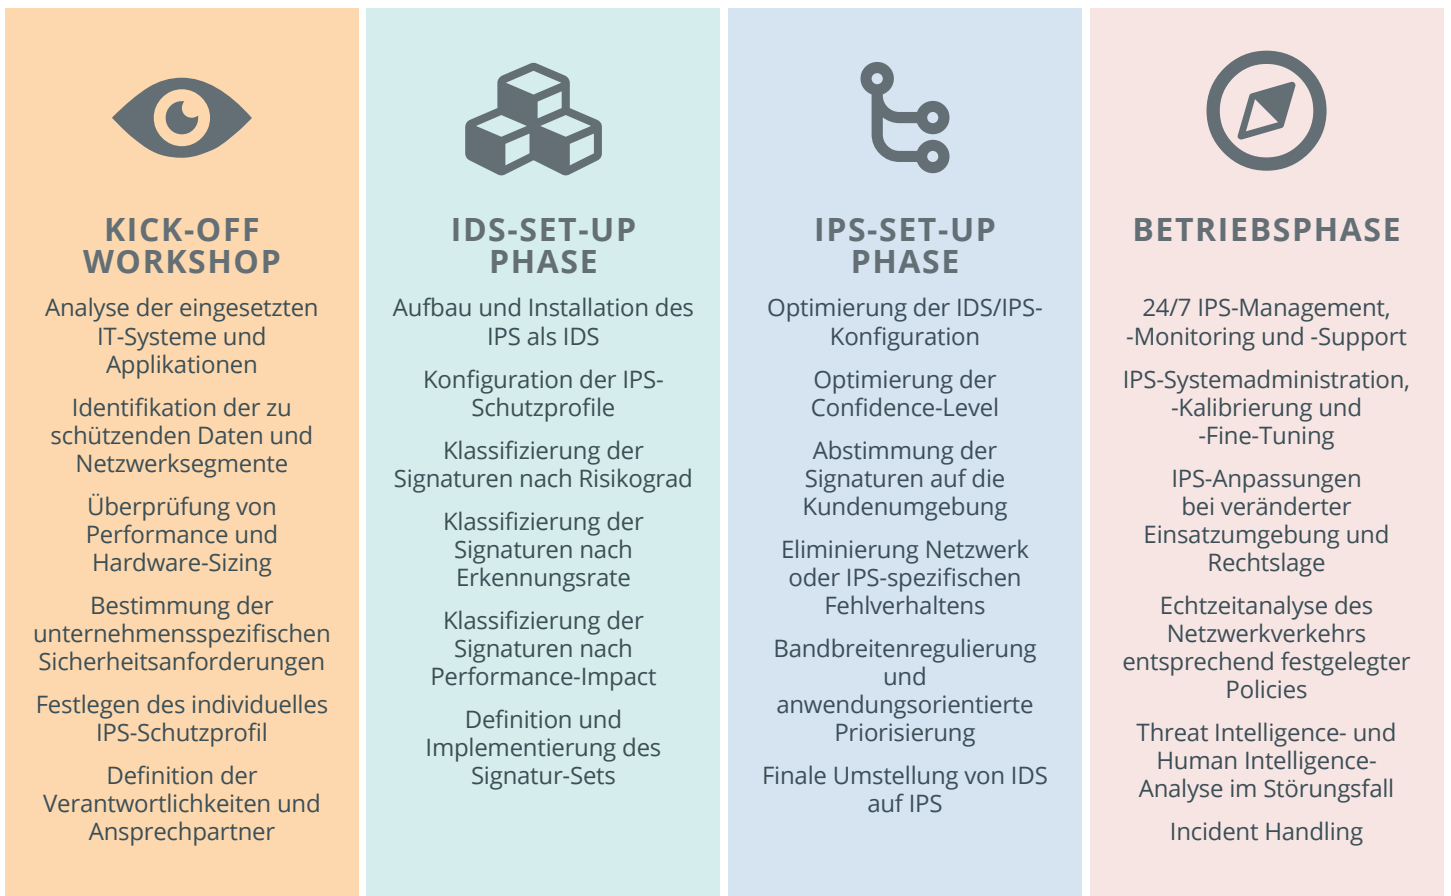 KICK-OFF
WORKSHOP
Analyse der eingesetzten
IT-Systeme und
Applikationen
Identifikation der zu
schützenden Daten und
Netzwerksegmente
Überprüfung von
Performance und
Hardware-Sizing
Bestimmung der
unternehmensspezifischen
Sicherheitsanforderungen
Festlegen des individuelles
IPS-Schutzprofil
Definition der
Verantwortlichkeiten und
Ansprechpartner
IDS-SET-UP
PHASE
Aufbau und Installation des
IPS als IDS
Konfiguration der IPS-
Schutzprofile
Klassifizierung der
Signaturen nach Risikograd
Klassifizierung der
Signaturen nach
Erkennungsrate
Klassifizierung der
Signaturen nach
Performance-Impact
Definition und
Implementierung des
Signatur-Sets
IPS-SET-UP
PHASE
Optimierung der IDS/IPS-
Konfiguration
Optimierung der
Confidence-Level
Abstimmung der
Signaturen auf die
Kundenumgebung
Eliminierung Netzwerk
oder IPS-spezifischen
Fehlverhaltens
Bandbreitenregulierung
und
anwendungsorientierte
Priorisierung
Finale Umstellung von IDS
auf IPS
BETRIEBSPHASE
24/7 IPS-Management,
-Monitoring und -Support
IPS-Systemadministration,
-Kalibrierung und
-Fine-Tuning
IPS-Anpassungen
bei veränderter
Einsatzumgebung und
Rechtslage
Echtzeitanalyse des
Netzwerkverkehrs
entsprechend festgelegter
Policies
Threat Intelligence- und
Human Intelligence-
Analyse im Störungsfall
Incident Handling